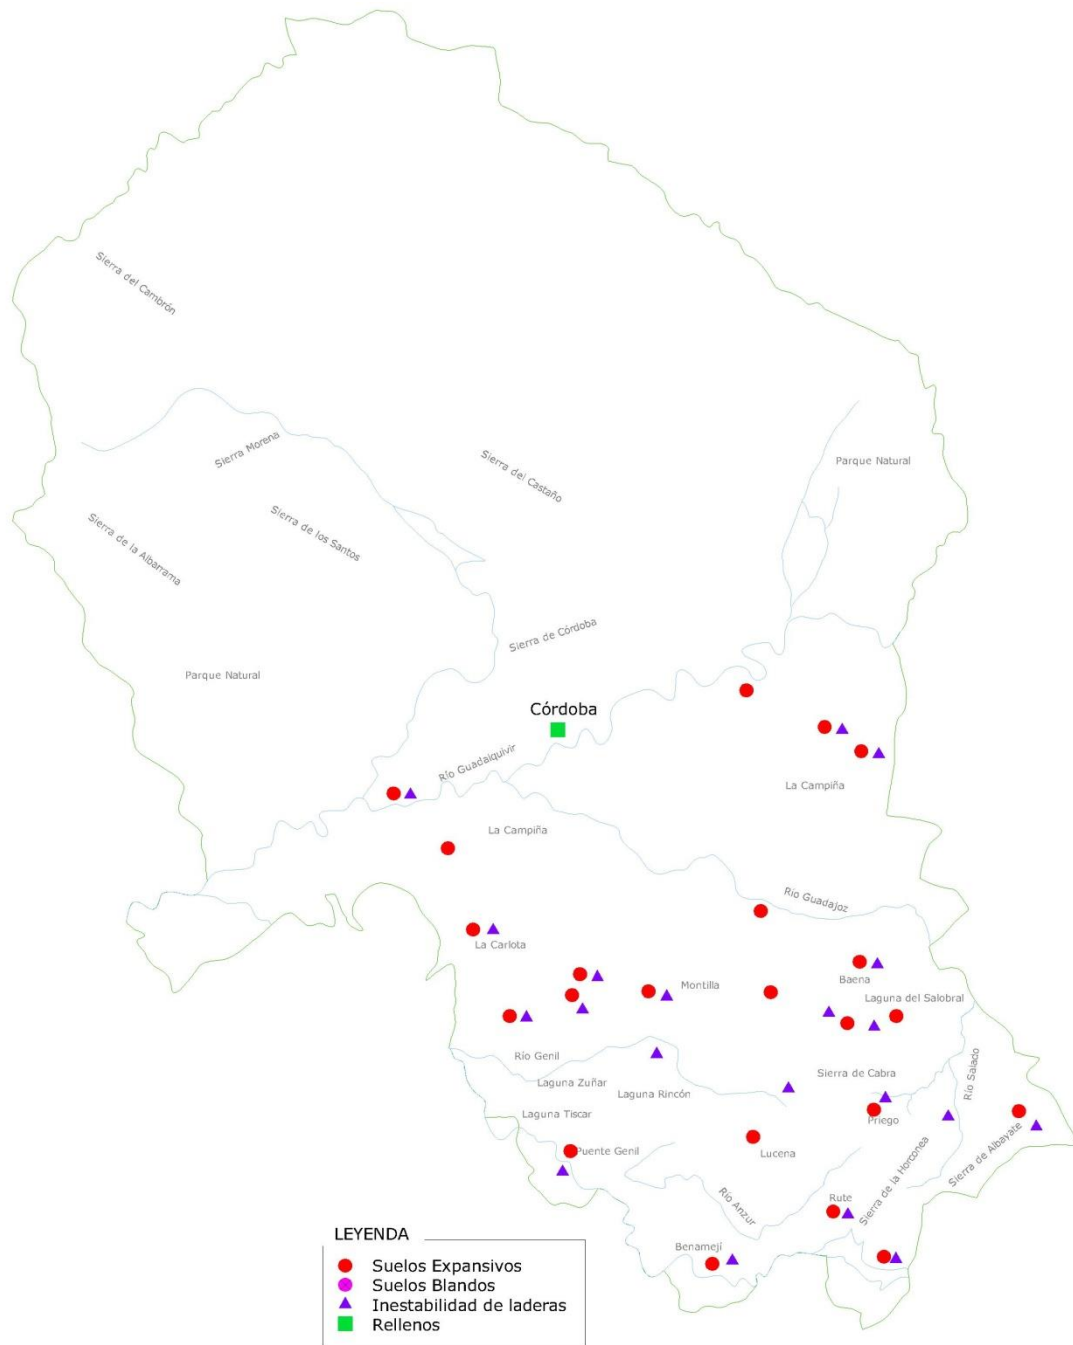 Sierra del Cambrón
Sierra Morena
Sierra del Castaño
Parque Natural
Sierra de la Albarrama
Sierra de los Santos
Sierra de Córdoba
Parque Natural
Córdoba
Río Guadalquivir
La Campiña
La Campiña
Río Guadajoz
La Carlota
Montilla
Baena
Laguna del Salobral
Río Genil
Laguna Zuñar
Laguna Rincón
Sierra de Cabra
Río Salado
Laguna Tiscar
Priego
Puente Genil
Lucena
Sierra de la Horconea
Sierra de Albayate
Río Anzur
Rute
Benamejí
LEYENDA
Suelos Expansivos
Suelos Blandos
Inestabilidad de laderas
Rellenos